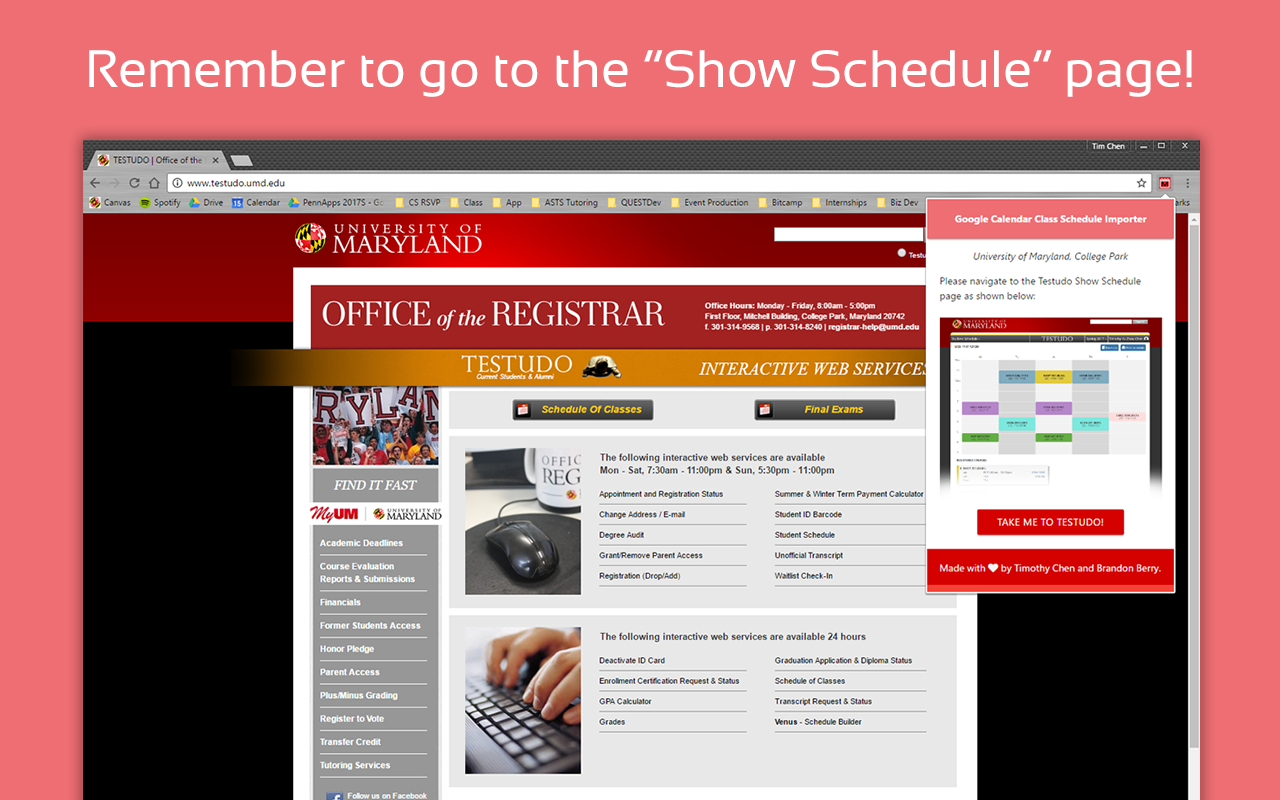 Remember to go to the “Show Schedule” page!
Tim Chen
TESTUDO | Office of the
www.testudo.umd.edu
Canvas
Spotify
Drive
Calendar
PennApps 2017S - Go
CS RSVP
Class
App
ASTS Tutoring
QUESTDev
Event Production
Bitcamp
Internships
Biz Dev
arks
UNIVERSITY OF
MARYLAND
Testu
OFFICE of the REGISTRAR
Office Hours: Monday - Friday, 8:00am - 5:00pm
First Floor, Mitchell Building, College Park, Maryland 20742
f. 301-314-9568 | p. 301-314-8240 | registrar-help@umd.edu
TESTUDO
Current Students & Alumni
INTERACTIVE WEB SERVICES
Schedule Of Classes
Final Exams
FIND IT FAST
MyUM
UNIVERSITY OF
MARYLAND
Academic Deadlines
Course Evaluation
Reports & Submissions
Financials
Former Students Access
Honor Pledge
Parent Access
Plus/Minus Grading
Register to Vote
Transfer Credit
Tutoring Services
Follow us on Facebook
The following interactive web services are available
Mon - Sat, 7:30am - 11:00pm & Sun, 5:30pm - 11:00pm
Appointment and Registration Status
Change Address / E-mail
Degree Audit
Grant/Remove Parent Access
Registration (Drop/Add)
Summer & Winter Term Payment Calculator
Student ID Barcode
Student Schedule
Unofficial Transcript
Waitlist Check-In
The following interactive web services are available 24 hours
Deactivate ID Card
Enrollment Certification Request & Status
GPA Calculator
Grades
Graduation Application & Diploma Status
Schedule of Classes
Transcript Request & Status
Venus - Schedule Builder
Google Calendar Class Schedule Importer
University of Maryland, College Park
Please navigate to the Testudo Show Schedule
page as shown below:
UNIVERSITY OF
MARYLAND
TESTUDO
TAKE ME TO TESTUDO!
Made with ♥ by Timothy Chen and Brandon Berry.